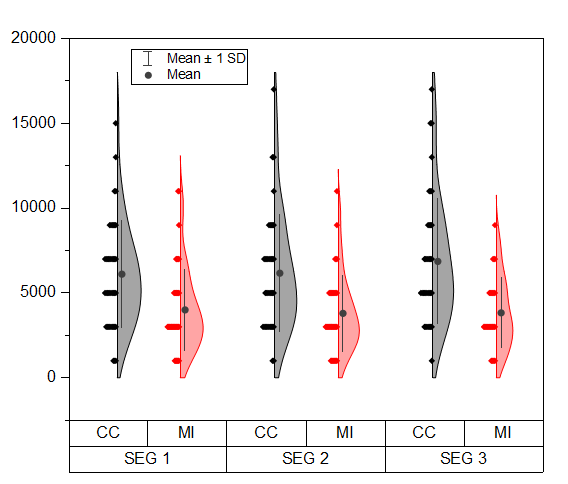 20000
Mean ± 1 SD
Mean
15000
10000
5000
0
CC MI CC MI CC MI
SEG 1 SEG 2 SEG 3